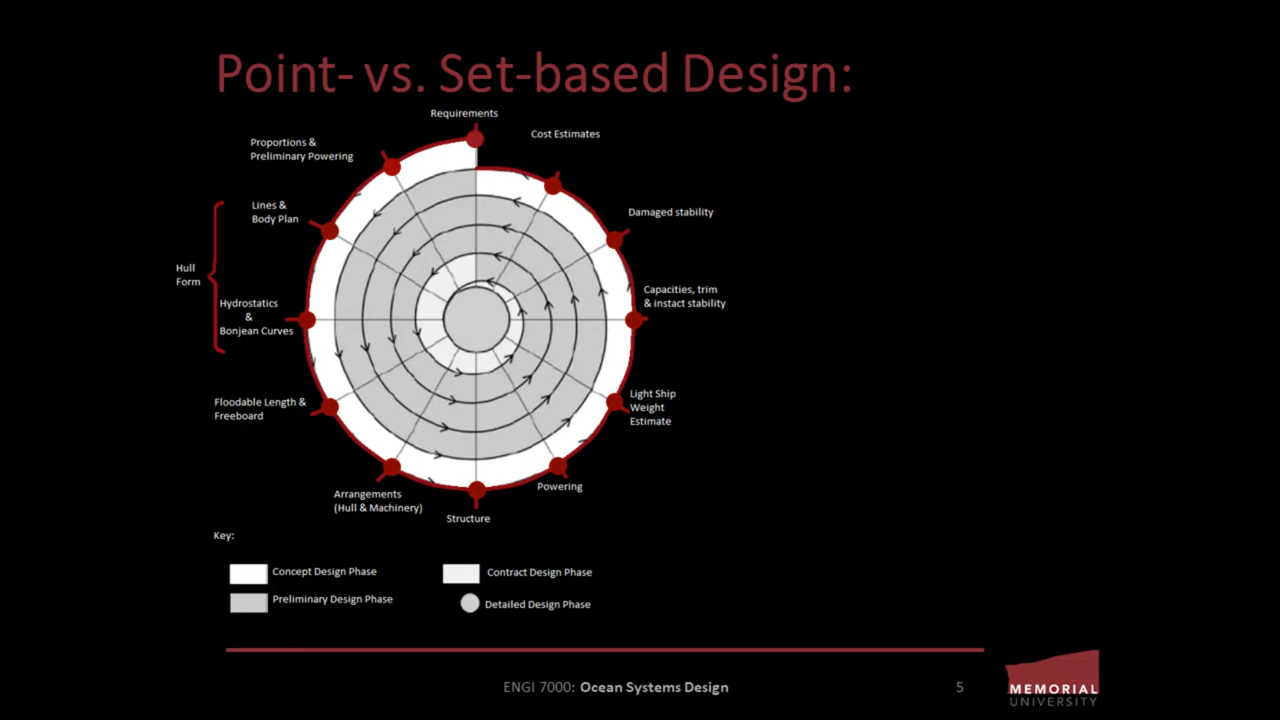 Point- vs. Set-based Design:
Requirements
Cost Estimates
Proportions &
Preliminary Powering
Lines &
Body Plan
Damaged stability
Hull
Form
Capacities, trim
& instact stability
Hydrostatics
&
Bonjean Curves
Light Ship
Weight
Estimate
Floodable Length &
Freeboard
Powering
Arrangements
(Hull & Machinery)
Structure
Key:
Concept Design Phase
Contract Design Phase
Preliminary Design Phase
Detailed Design Phase
ENGI 7000: Ocean Systems Design
5
MEMORIAL
UNIVERSITY